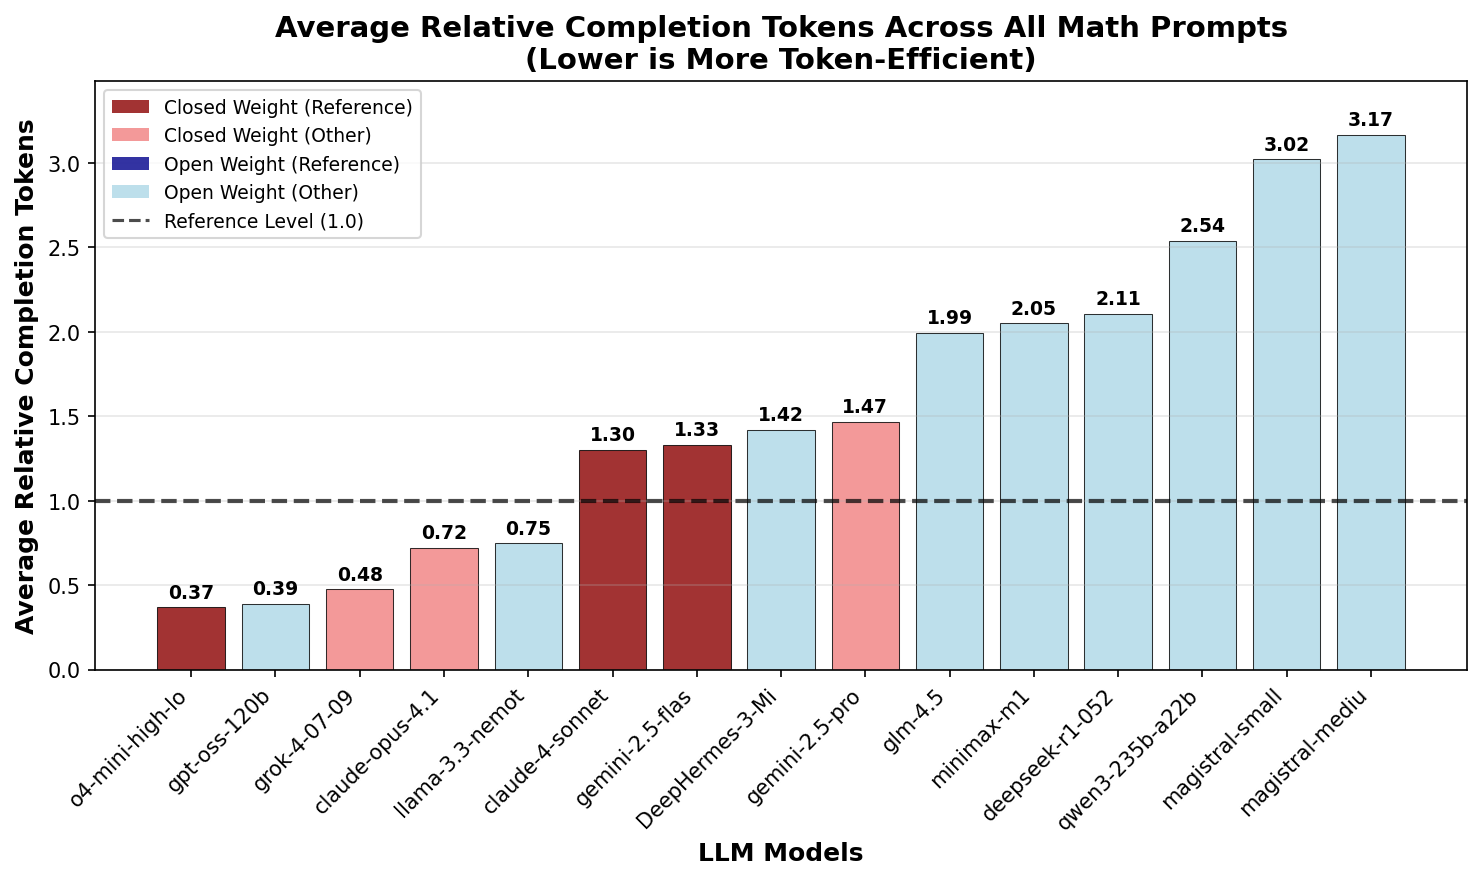 Average Relative Completion Tokens Across All Math Prompts
(Lower is More Token-Efficient)
Closed Weight (Reference)
Closed Weight (Other)
Open Weight (Reference)
Open Weight (Other)
Reference Level (1.0)
Average Relative Completion Tokens
3.0
2.5
2.0
1.5
1.0
0.5
0.0
0.37
0.39
0.48
0.72
0.75
1.30
1.33
1.42
1.47
1.99
2.05
2.11
2.54
3.02
3.17
o4-mini-high-lo
gpt-oss-120b
grok-4-07-09
claude-opus-4.1
llama-3.3-nemot
claude-4-sonnet
gemini-2.5-flas
DeepHermes-3-Mi
gemini-2.5-pro
glm-4.5
minimax-m1
deepseek-r1-052
qwen3-235b-a22b
magistral-small
magistral-mediu
LLM Models